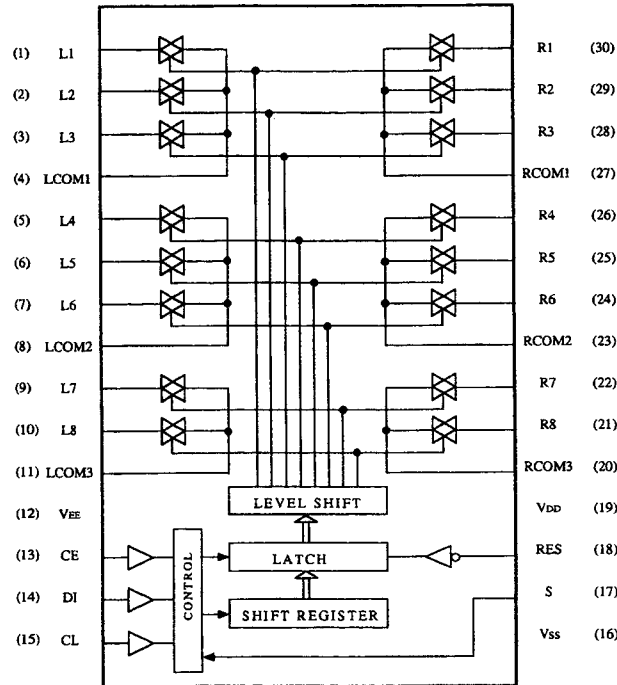 (1) L1 R1 (30)
(2) L2 R2 (29)
(3) L3 R3 (28)
(4) LCOM1 RCOM1 (27)
(5) L4 R4 (26)
(6) L5 R5 (25)
(7) L6 R6 (24)
(8) LCOM2 RCOM2 (23)
(9) L7 R7 (22)
(10) L8 R8 (21)
(11) LCOM3 RCOM3 (20)
LEVEL SHIFT
(12) VEE VDD (19)
(13) CE LATCH RES (18)
CONTROL
(14) DI SHIFT REGISTER S (17)
(15) CL Vss (16)